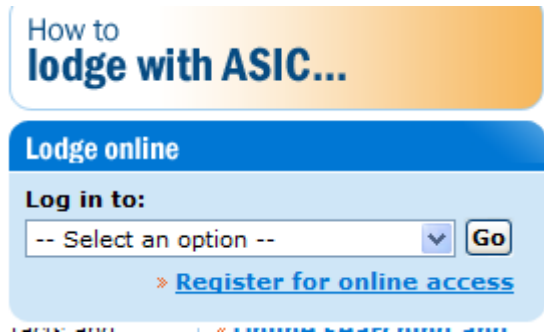 How to
lodge with ASIC...
Lodge online
Log in to:
-- Select an option --
Go
» Register for online access